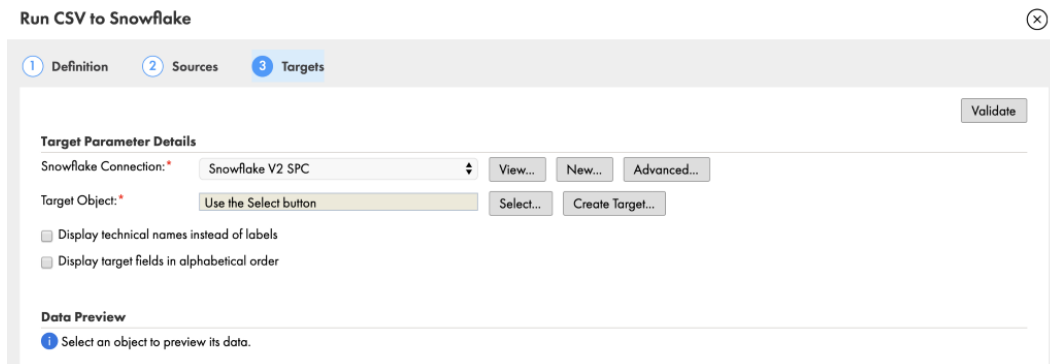 Run CSV to Snowflake
1 Definition 2 Sources 3 Targets
Validate
Target Parameter Details
Snowflake Connection:* Snowflake V2 SPC View... New... Advanced...
Target Object:* Use the Select button Select... Create Target...
Display technical names instead of labels
Display target fields in alphabetical order
Data Preview
i Select an object to preview its data.